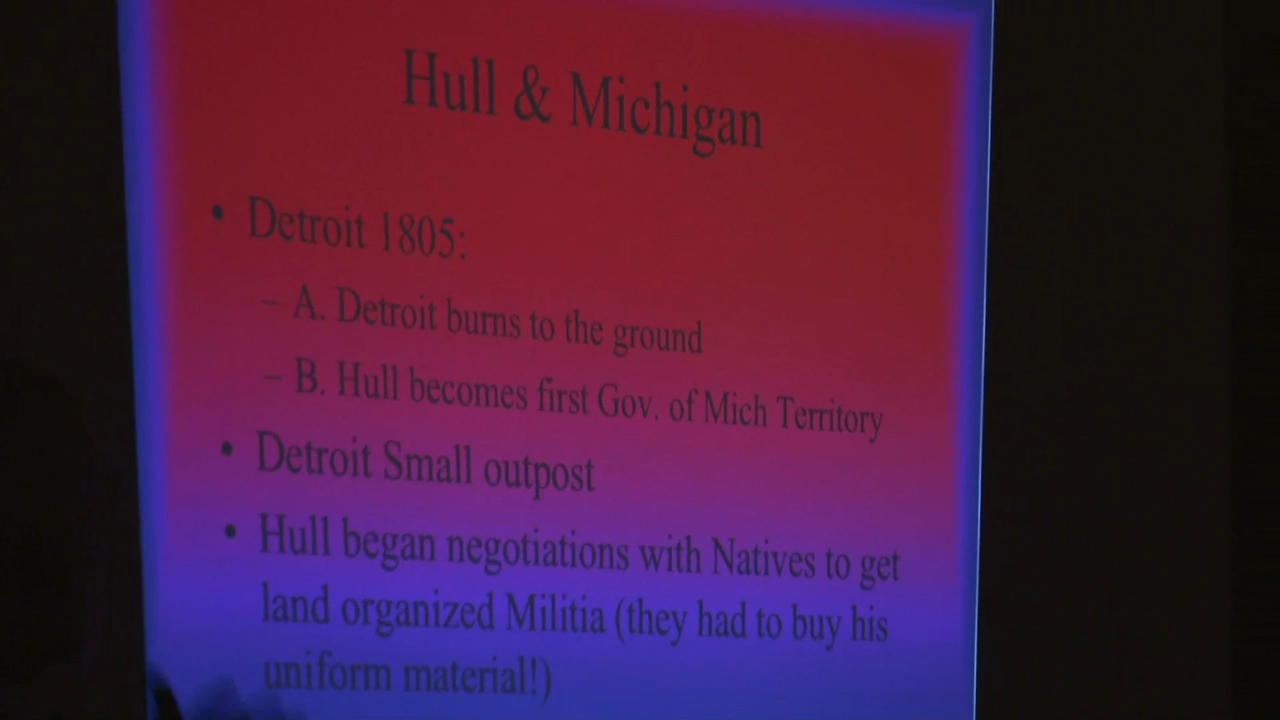 Hull & Michigan
• Detroit 1805:
– A. Detroit burns to the ground
– B. Hull becomes first Gov. of Mich Territory
• Detroit Small outpost
• Hull began negotiations with Natives to get
land organized Militia (they had to buy his
uniform material!)